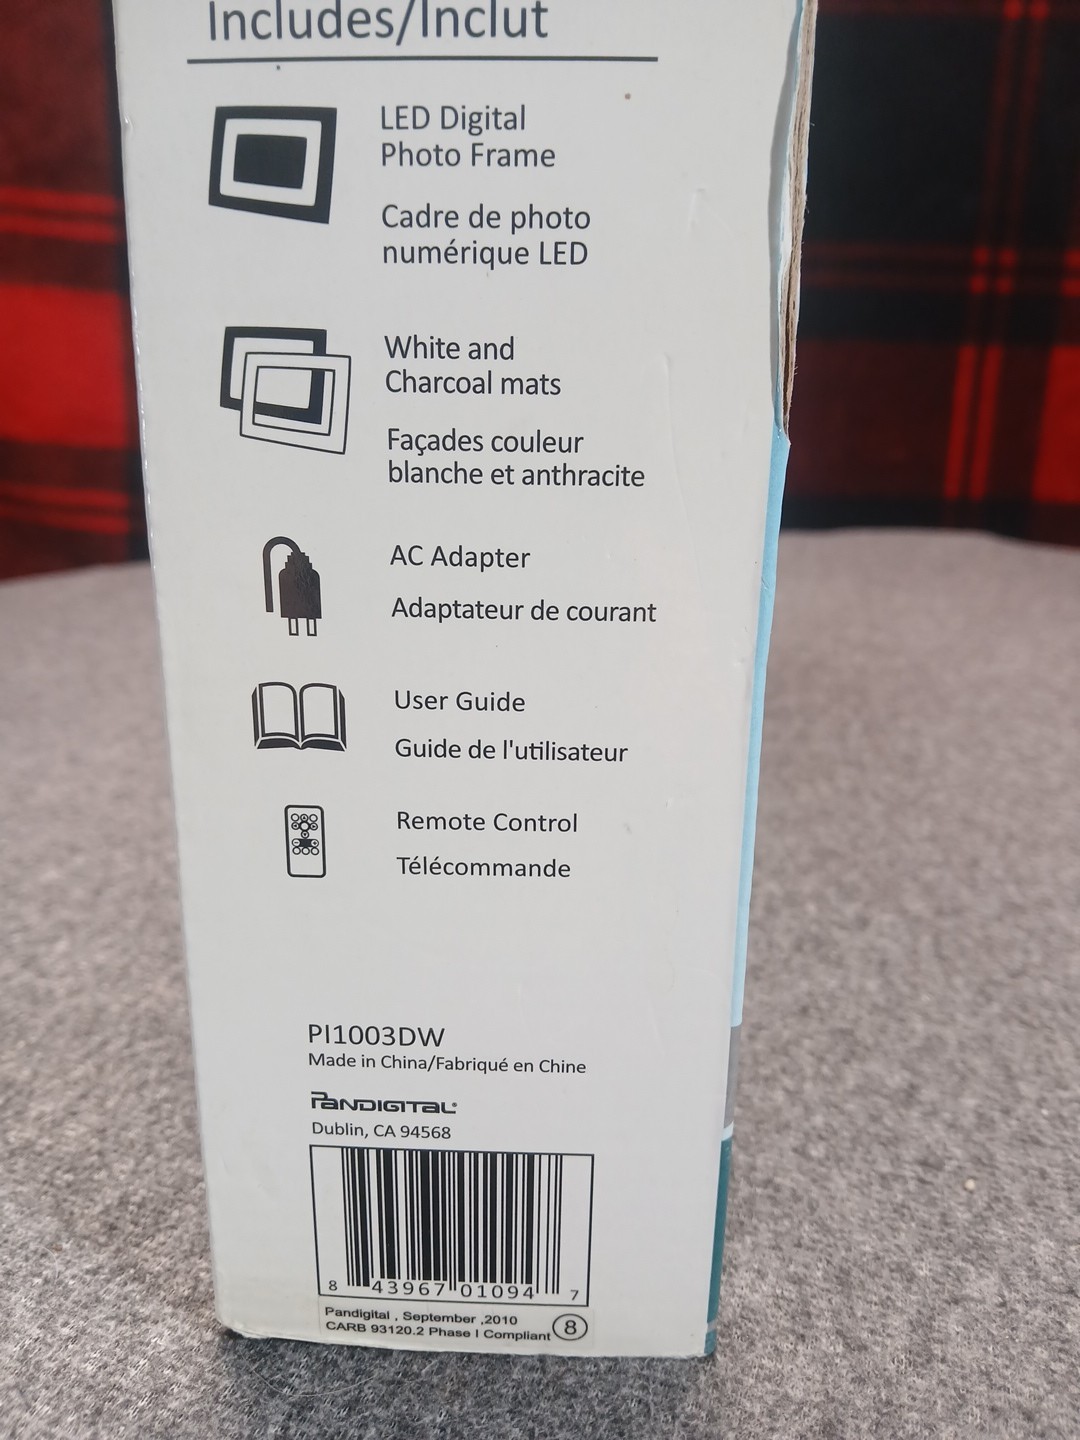 Includes/Inclut
LED Digital
Photo Frame
Cadre de photo
numérique LED
White and
Charcoal mats
Façades couleur
blanche et anthracite
AC Adapter
Adaptateur de courant
User Guide
Guide de l'utilisateur
Remote Control
Télécommande
PI1003DW
Made in China/Fabriqué en Chine
PANDIGITAL®
Dublin, CA 94568
8 43967 01094 7
Pandigital , September ,2010
CARB 93120.2 Phase I Compliant 8